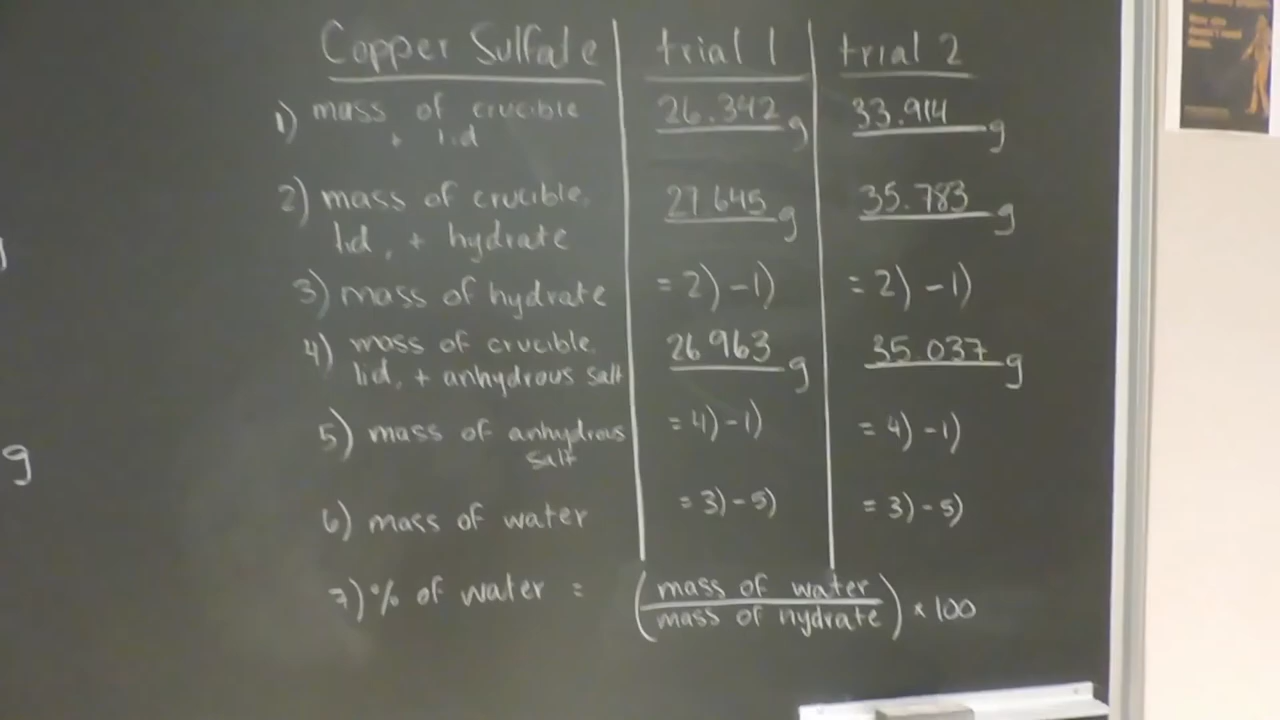 Copper Sulfate trial 1 trial 2
1) mass of crucible 26.342 g 33.914 g
+ lid
2) mass of crucible, 27.645 g 35.783 g
lid, + hydrate
3) mass of hydrate = 2) - 1) = 2) - 1)
4) mass of crucible, 26.963 g 35.037 g
lid, + anhydrous salt
5) mass of anhydrous = 4) - 1) = 4) - 1)
salt
g
6) mass of water = 3) - 5) = 3) - 5)
7) % of water = (mass of water / mass of hydrate) × 100